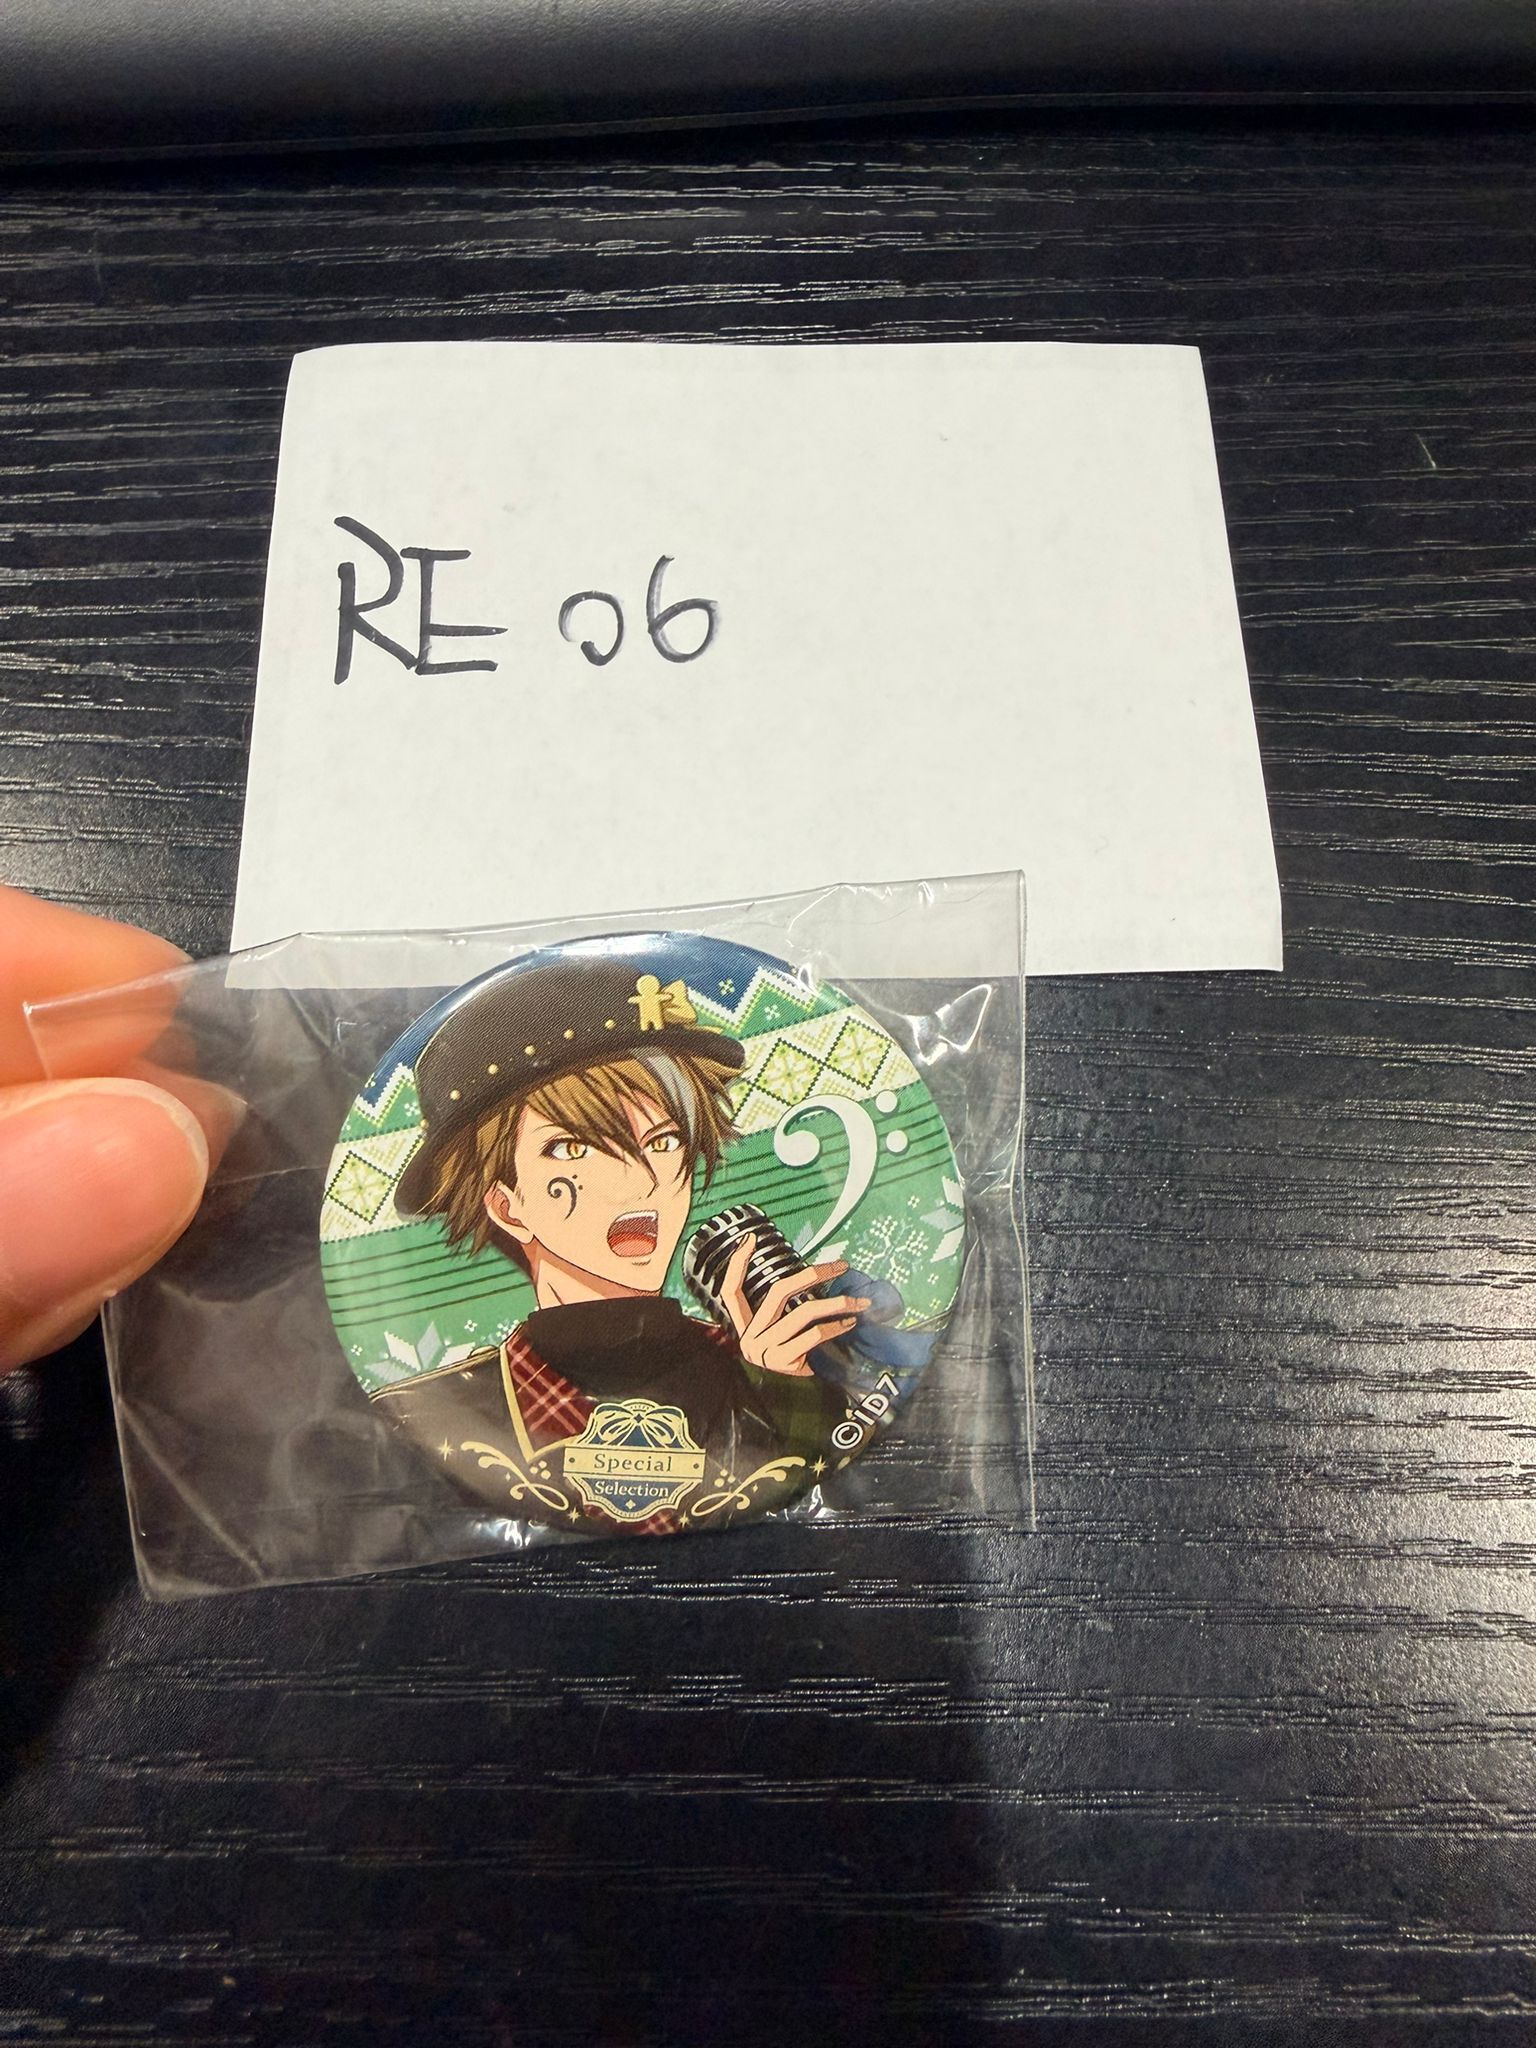 RE 06
Special
Selection
©iD7